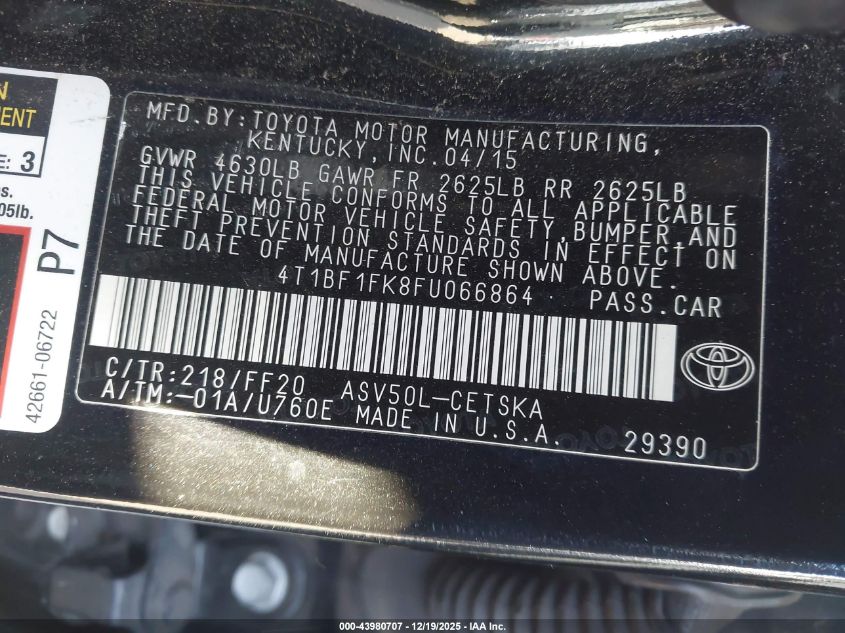 N
ENT
E: 3
s.
05lb.
P7
42661-06722
MFD. BY: TOYOTA MOTOR MANUFACTURING,
KENTUCKY, INC. 04/15
GVWR 4630LB GAWR FR 2625LB RR 2625LB
THIS VEHICLE CONFORMS TO ALL APPLICABLE
FEDERAL MOTOR VEHICLE SAFETY, BUMPER, AND
THEFT PREVENTION STANDARDS IN EFFECT ON
THE DATE OF MANUFACTURE SHOWN ABOVE.
4T1BF1FK8FU066864 PASS.CAR
C/TR:218/FF20 ASV50L-CETSKA
A/TM:-01A/U760E MADE IN U.S.A. 29390
000-43980707 - 12/19/2025 - IAA Inc.